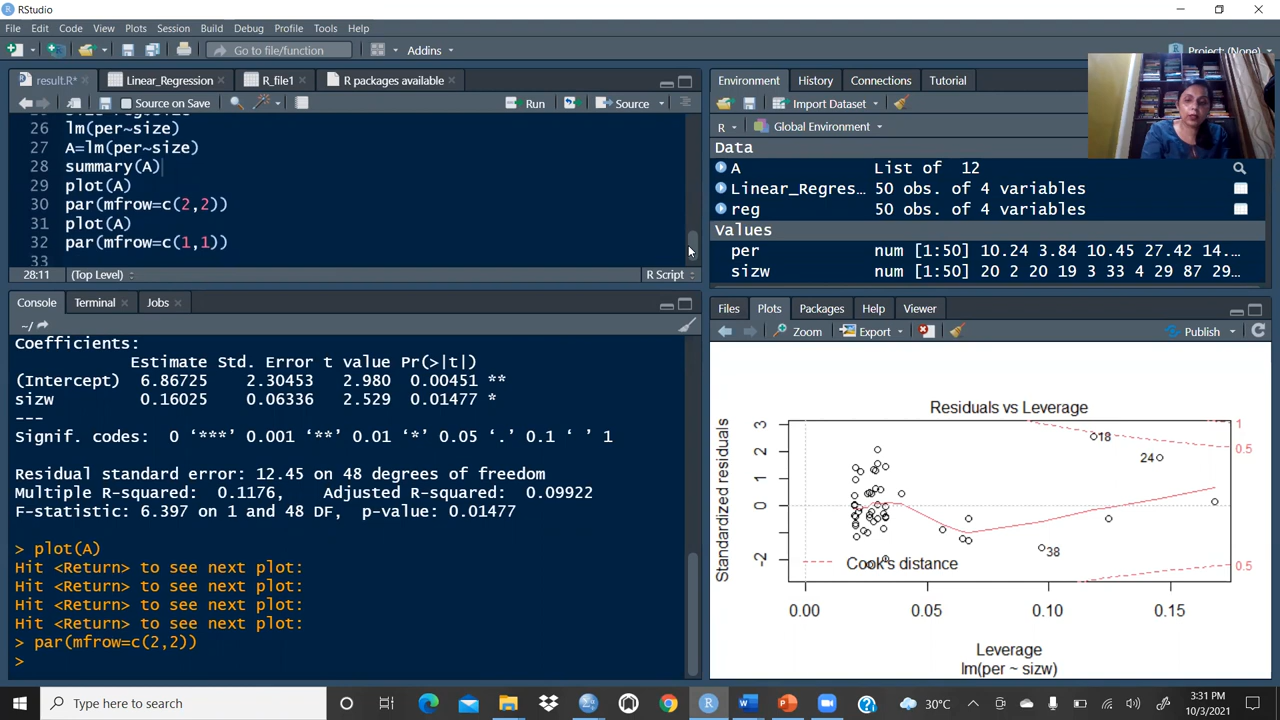 RStudio
File Edit Code View Plots Session Build Debug Profile Tools Help
Go to file/function Addins Project: (None)
result.R* Linear_Regression R_file1 R packages available
Source on Save Run Source
26 lm(per~size)
27 A=lm(per~size)
28 summary(A)
29 plot(A)
30 par(mfrow=c(2,2))
31 plot(A)
32 par(mfrow=c(1,1))
33
28:11 (Top Level) R Script
Console Terminal Jobs
~/
Coefficients:
Estimate Std. Error t value Pr(>|t|)
(Intercept) 6.86725 2.30453 2.980 0.00451 **
sizw 0.16025 0.06336 2.529 0.01477 *
---
Signif. codes: 0 ‘***’ 0.001 ‘**’ 0.01 ‘*’ 0.05 ‘.’ 0.1 ‘ ’ 1
Residual standard error: 12.45 on 48 degrees of freedom
Multiple R-squared: 0.1176, Adjusted R-squared: 0.09922
F-statistic: 6.397 on 1 and 48 DF, p-value: 0.01477
> plot(A)
Hit <Return> to see next plot:
Hit <Return> to see next plot:
Hit <Return> to see next plot:
Hit <Return> to see next plot:
> par(mfrow=c(2,2))
>
Environment History Connections Tutorial
Import Dataset
R Global Environment
Data
A List of 12
Linear_Regres… 50 obs. of 4 variables
reg 50 obs. of 4 variables
Values
per num [1:50] 10.24 3.84 10.45 27.42 14.…
sizw num [1:50] 20 2 20 19 3 33 4 29 87 29…
Files Plots Packages Help Viewer
Zoom Export Publish
Residuals vs Leverage
Standardized residuals
3
2
1
0
-2
18
24
38
1
0.5
0.5
Cook's distance
0.00 0.05 0.10 0.15
Leverage
lm(per ~ sizw)
Type here to search
30°C
3:31 PM
10/3/2021